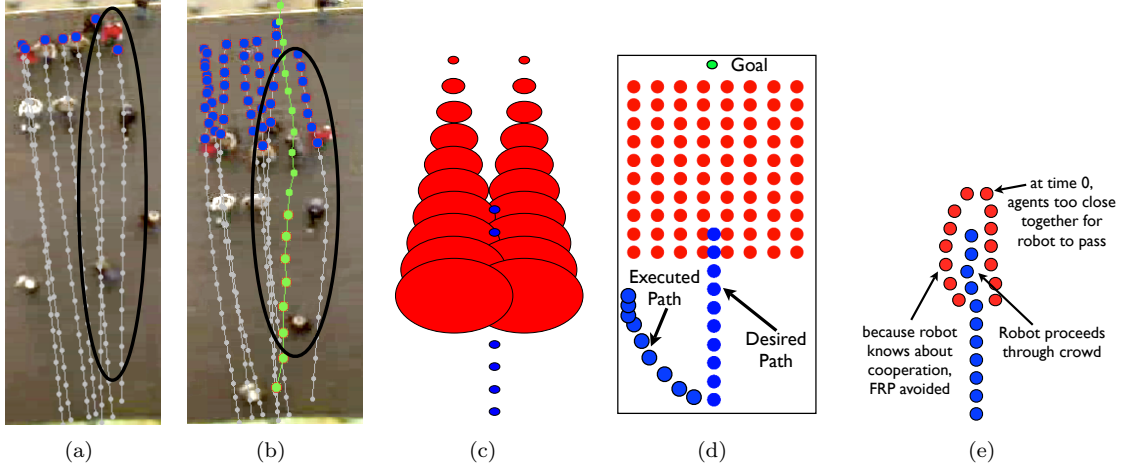 Goal
Executed
Path
Desired
Path
at time 0,
agents too close
together for
robot to pass
because robot
knows about
cooperation,
FRP avoided
Robot proceeds
through crowd
(a)
(b)
(c)
(d)
(e)